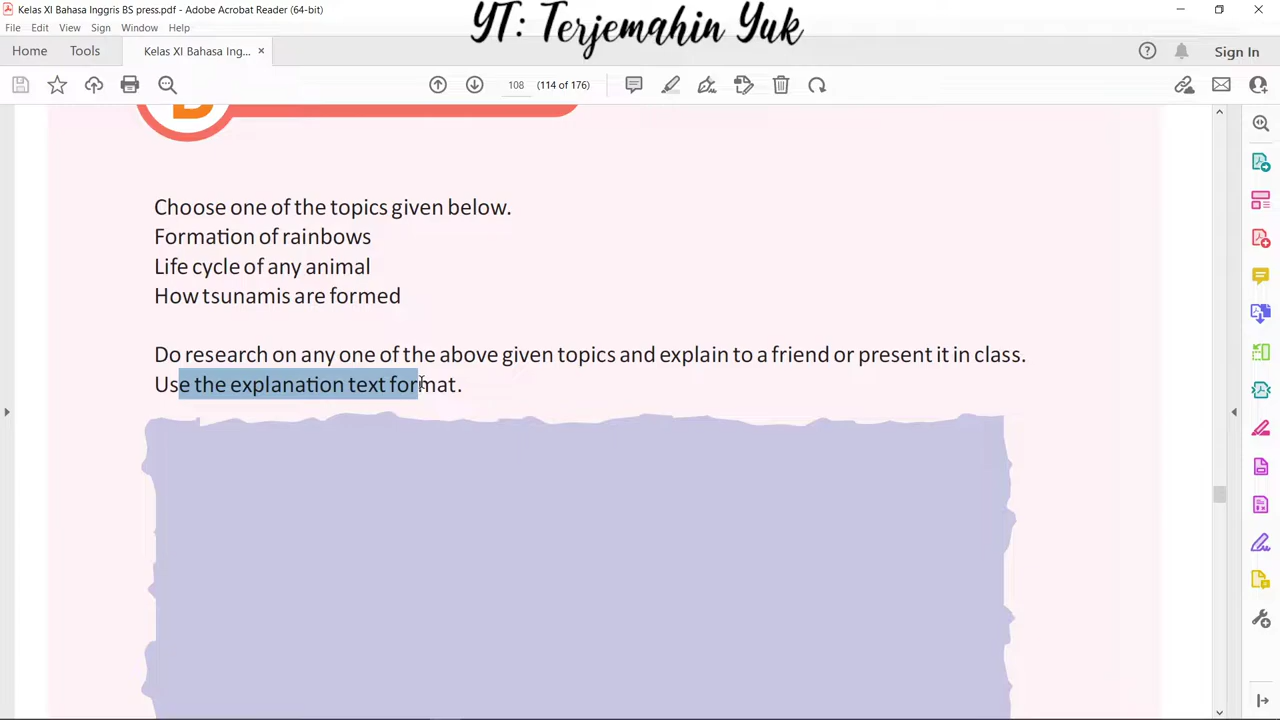 Kelas XI Bahasa Inggris BS press.pdf - Adobe Acrobat Reader (64-bit)
YT: Terjemahin Yuk
File Edit View Sign Window Help
Home Tools Kelas XI Bahasa Ing... × Sign In
108 (114 of 176)
Choose one of the topics given below.
Formation of rainbows
Life cycle of any animal
How tsunamis are formed
Do research on any one of the above given topics and explain to a friend or present it in class.
Use the explanation text format.